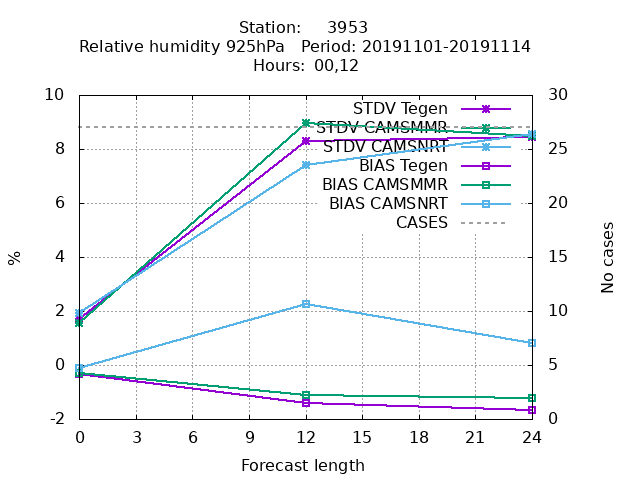 Station: 3953
Relative humidity 925hPa Period: 20191101-20191114
Hours: 00,12
10 30
STDV Tegen
STDV CAMSMMR
8 25
STDV CAMSNRT
BIAS Tegen
BIAS CAMSMMR
6 20
BIAS CAMSNRT
CASES
4 15
%
No cases
2 10
0 5
-2 0
0 3 6 9 12 15 18 21 24
Forecast length